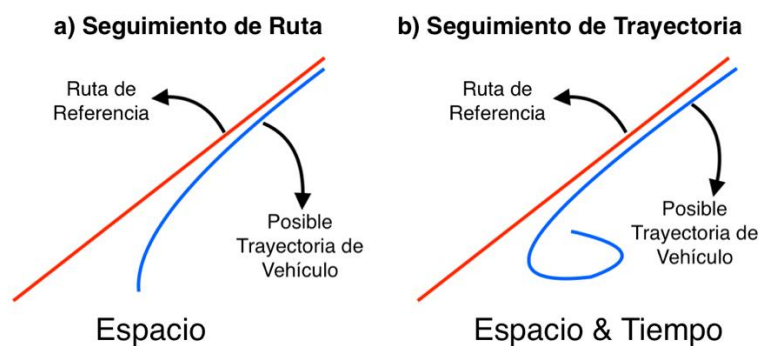 a) Seguimiento de Ruta
Ruta de
Referencia
Posible
Trayectoria de
Vehículo
Espacio
b) Seguimiento de Trayectoria
Ruta de
Referencia
Posible
Trayectoria de
Vehículo
Espacio & Tiempo